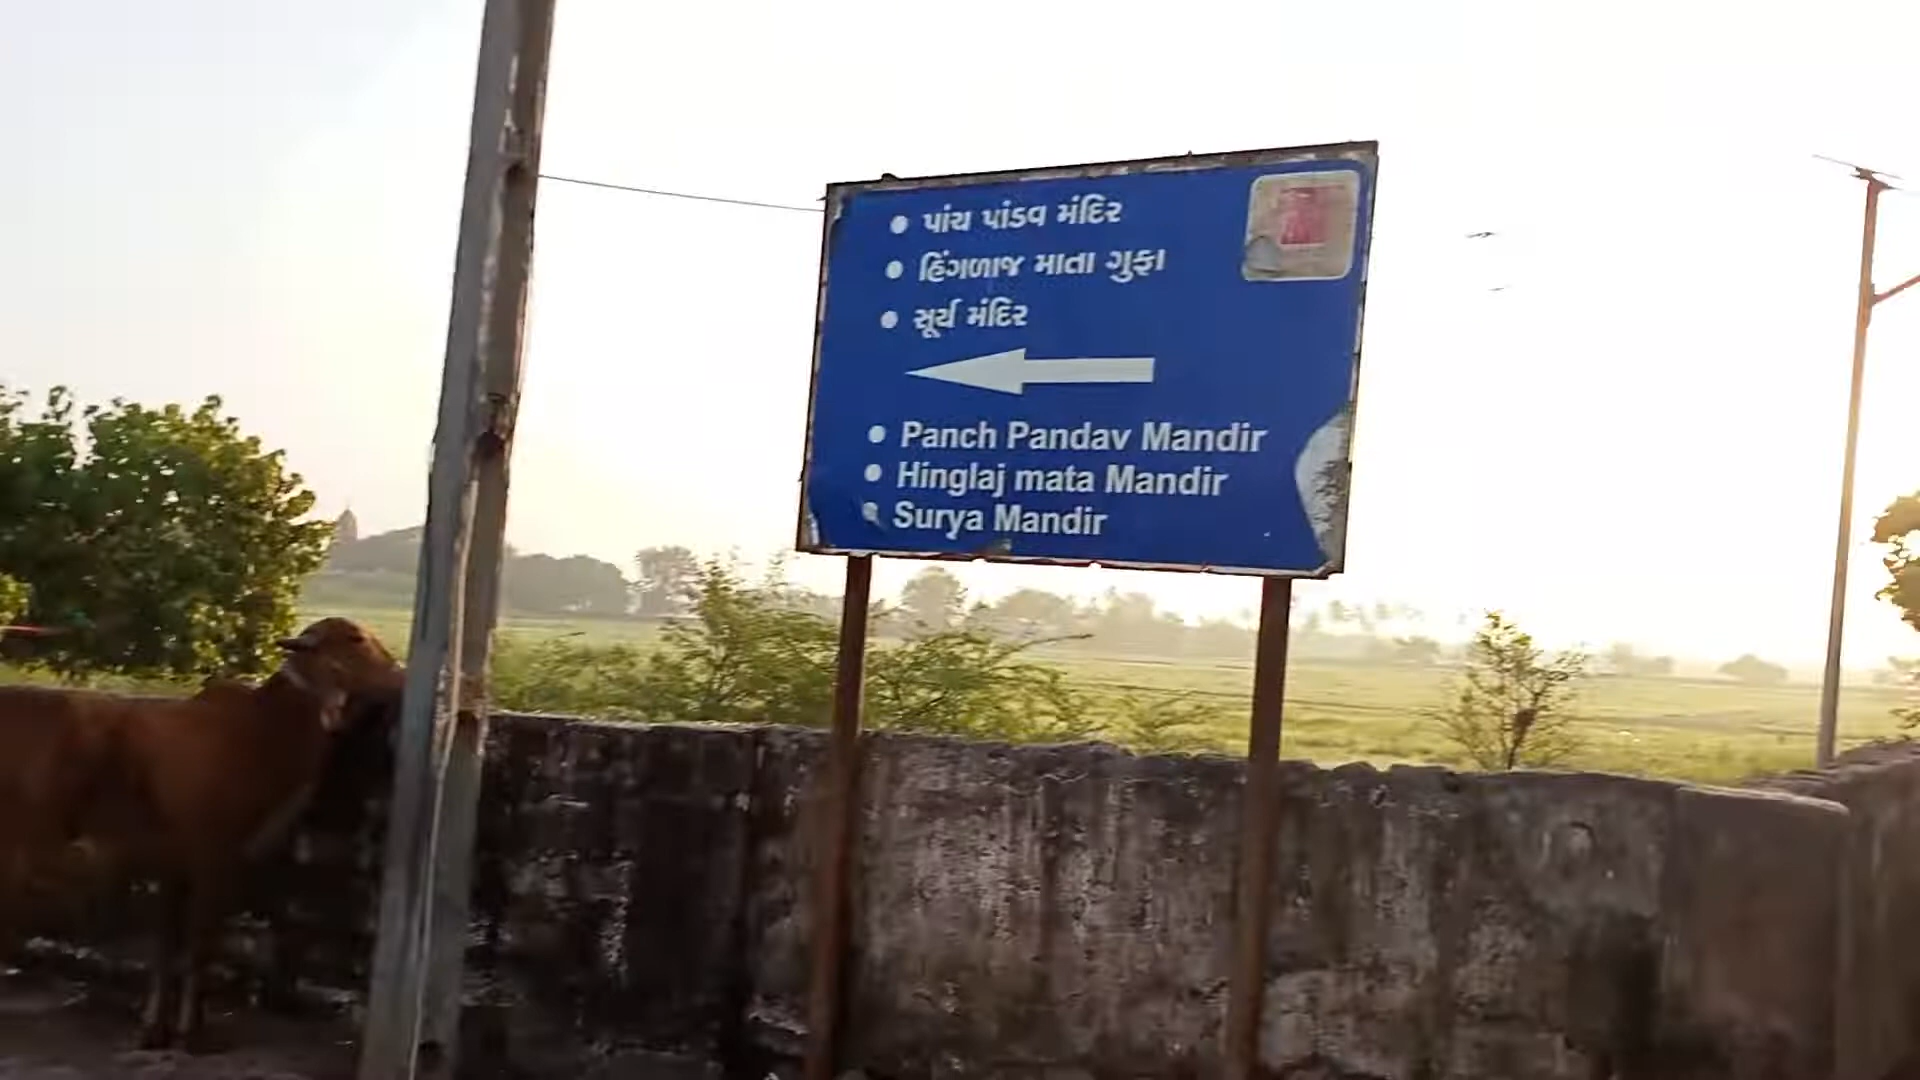 • પાંચ પાંડવ મંદિર
• હિંગળાજ માતા ગુફા
• સૂર્ય મંદિર
• Panch Pandav Mandir
• Hinglaj mata Mandir
• Surya Mandir